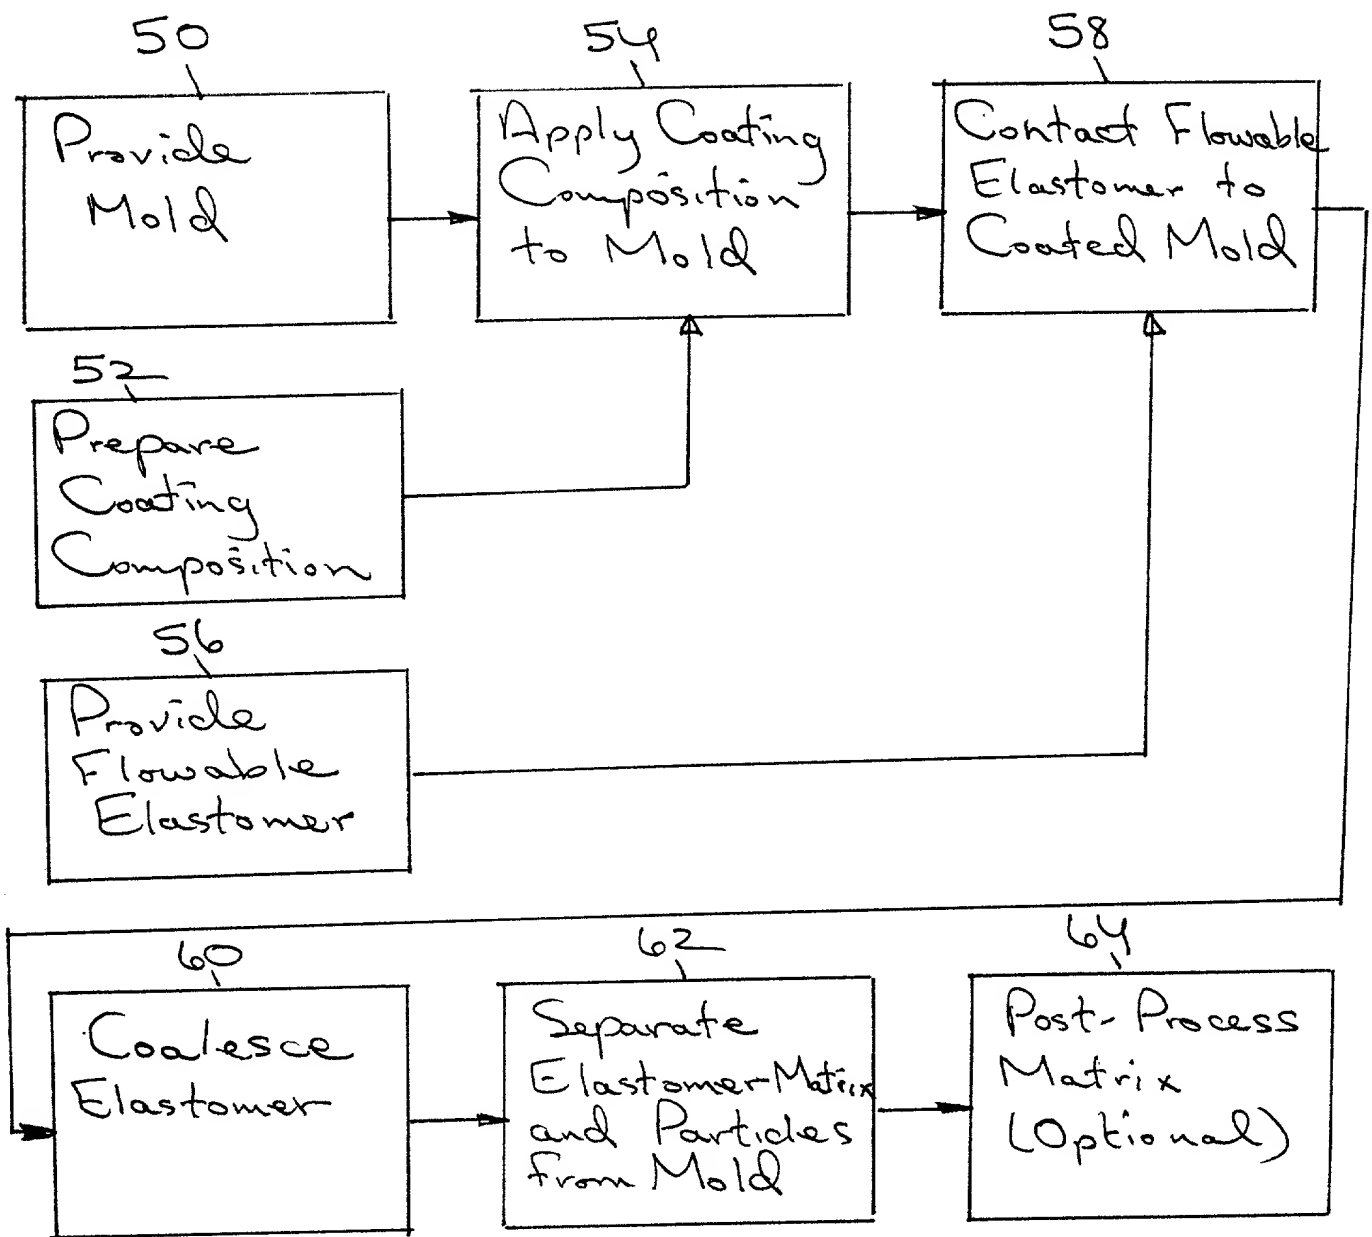 50
Provide
Mold
54
Apply Coating
Composition
to Mold
58
Contact Flowable
Elastomer to
Coated Mold
52
Prepare
Coating
Composition
56
Provide
Flowable
Elastomer
60
Coalesce
Elastomer
62
Separate
Elastomer-Matrix
and Particles
from Mold
64
Post-Process
Matrix
(Optional)